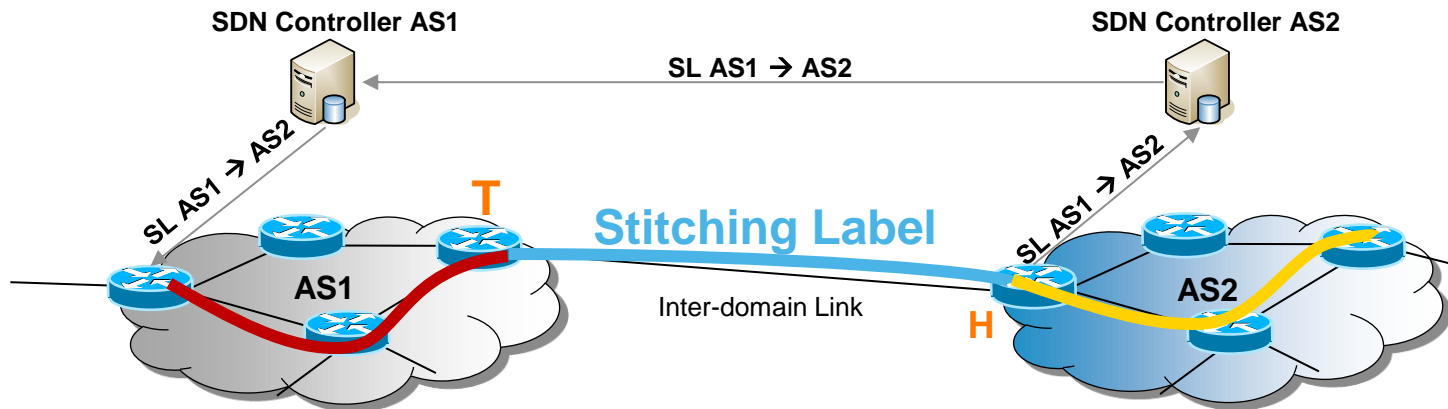 SDN Controller AS1
SDN Controller AS2
SL AS1 → AS2
SL AS1 → AS2
SL AS1 → AS2
T
Stitching Label
AS1
AS2
Inter-domain Link
H